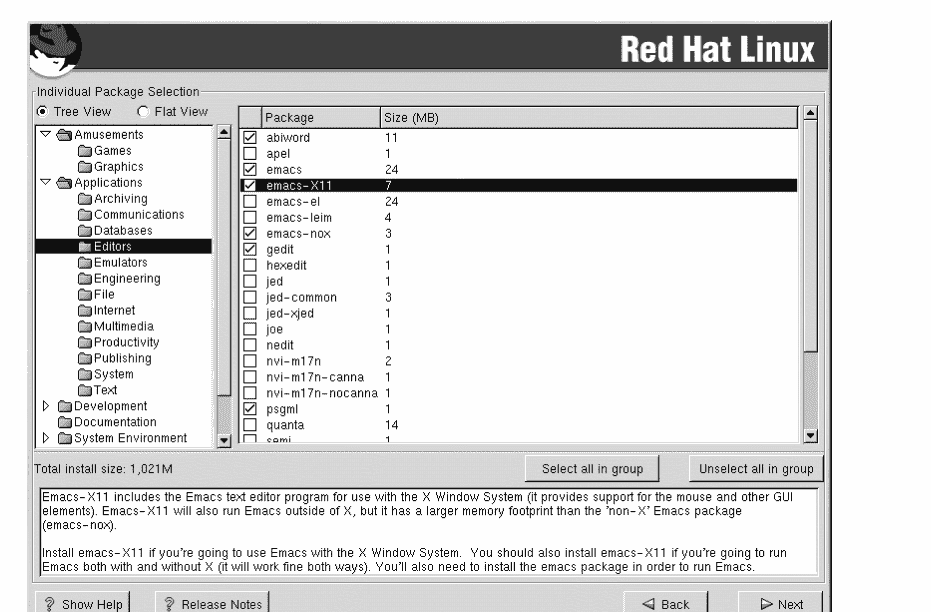 Red Hat Linux
Individual Package Selection
Tree View Flat View
Amusements
Games
Graphics
Applications
Archiving
Communications
Databases
Editors
Emulators
Engineering
File
Internet
Multimedia
Productivity
Publishing
System
Text
Development
Documentation
System Environment
Package Size (MB)
abiword 11
apel 1
emacs 24
emacs-X11 7
emacs-el 24
emacs-leim 4
emacs-nox 3
gedit 1
hexedit 1
jed 1
jed-common 3
jed-xjed 1
joe 1
nedit 1
nvi-m17n 2
nvi-m17n-canna 1
nvi-m17n-nocanna 1
psgml 1
quanta 14
semi 1
Total install size: 1,021M
Select all in group
Unselect all in group
Emacs-X11 includes the Emacs text editor program for use with the X Window System (it provides support for the mouse and other GUI
elements). Emacs-X11 will also run Emacs outside of X, but it has a larger memory footprint than the 'non-X' Emacs package
(emacs-nox).
Install emacs-X11 if you're going to use Emacs with the X Window System. You should also install emacs-X11 if you're going to run
Emacs both with and without X (it will work fine both ways). You'll also need to install the emacs package in order to run Emacs.
Show Help
Release Notes
Back
Next